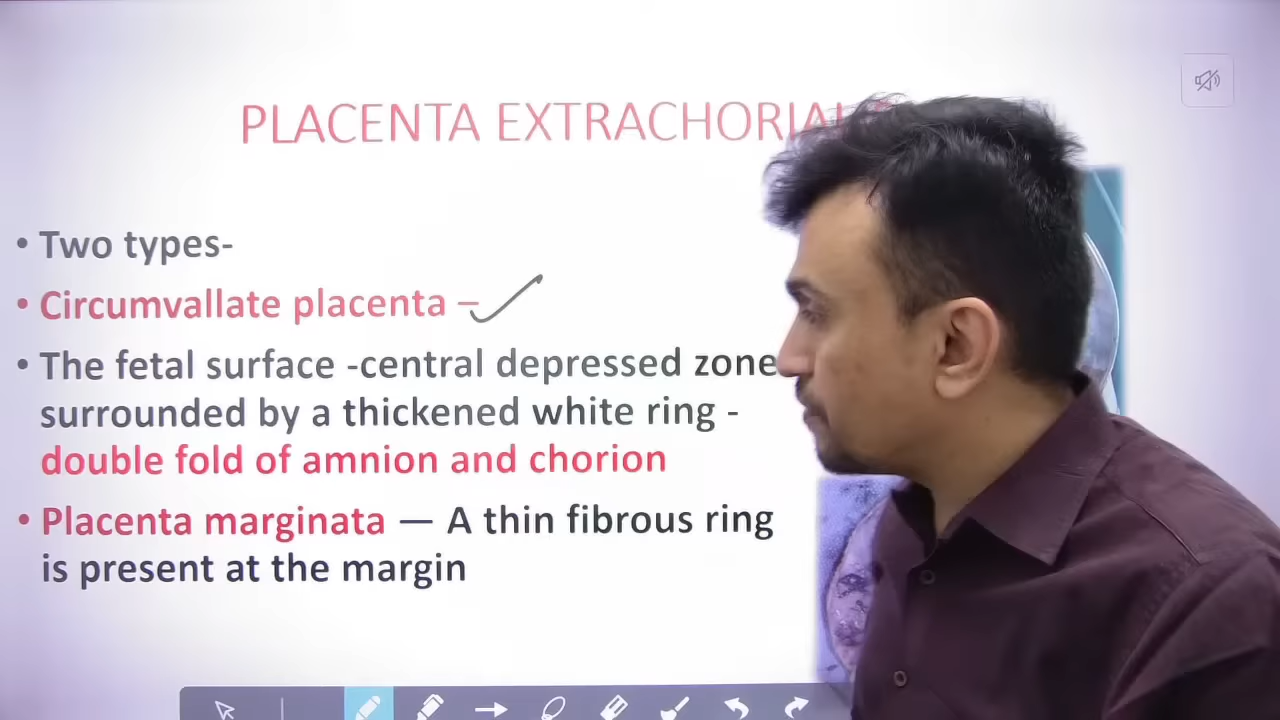 PLACENTA EXTRACHORIAL
• Two types-
• Circumvallate placenta –
• The fetal surface -central depressed zone
surrounded by a thickened white ring -
double fold of amnion and chorion
• Placenta marginata — A thin fibrous ring
is present at the margin